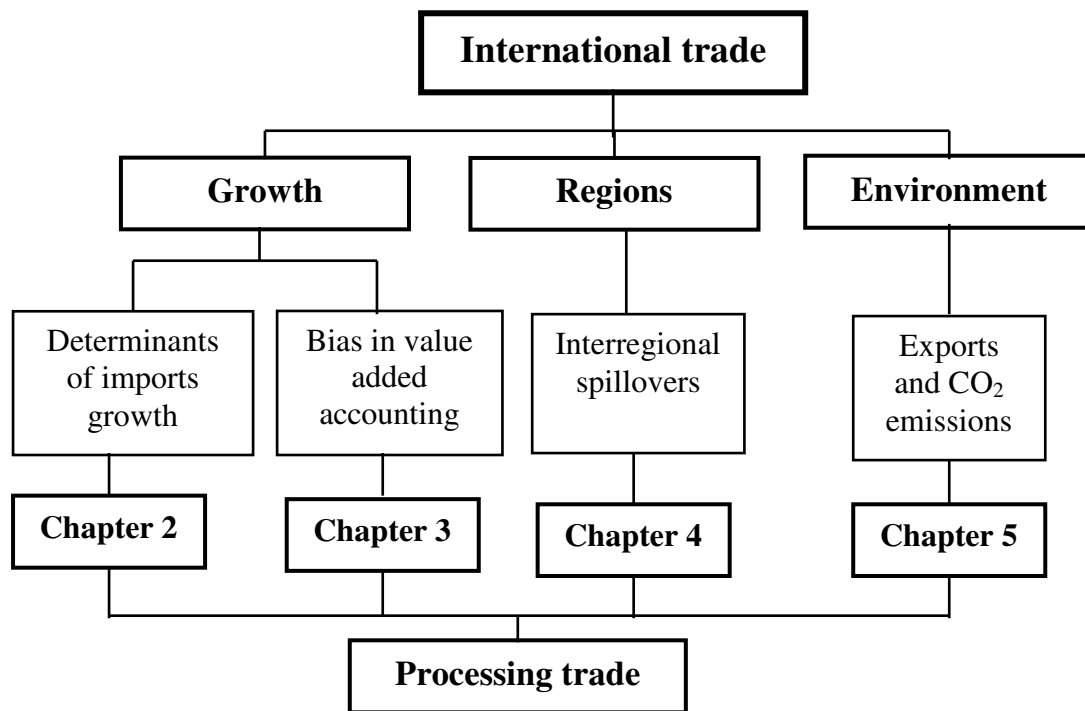 International trade
Growth
Regions
Environment
Determinants
of imports
growth
Bias in value
added
accounting
Interregional
spillovers
Exports
and CO₂
emissions
Chapter 2
Chapter 3
Chapter 4
Chapter 5
Processing trade